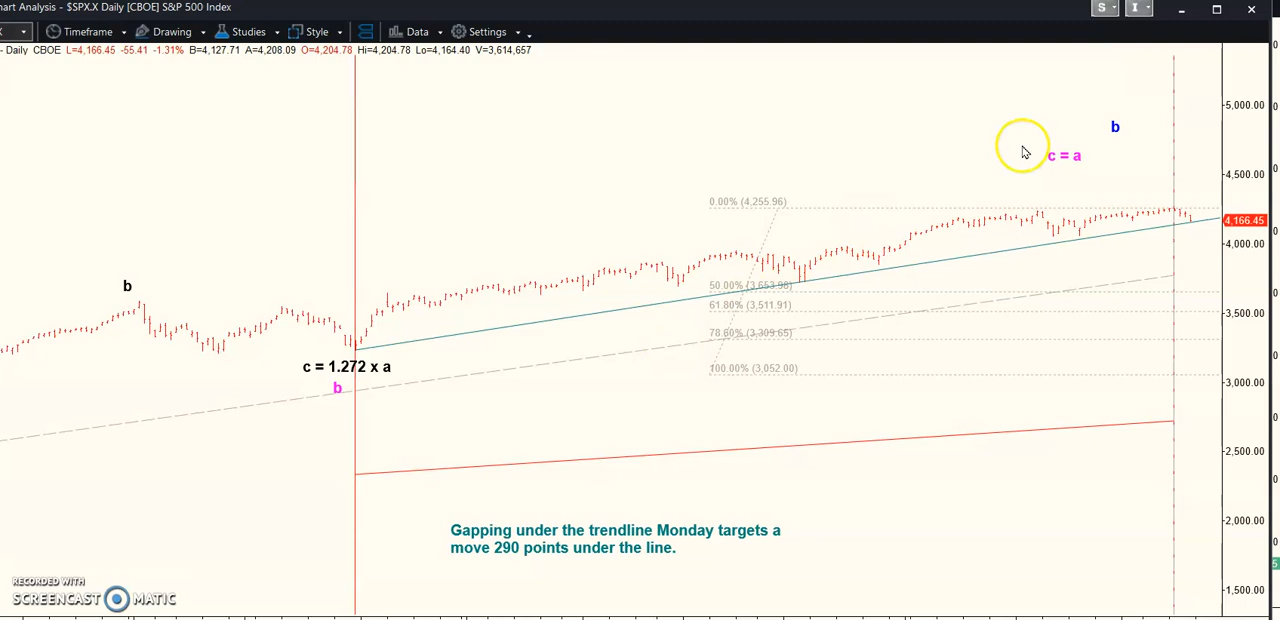 hart Analysis - $SPX.X Daily [CBOE] S&P 500 Index
S
I
X
Timeframe
Drawing
Studies
Style
Data
Settings
- Daily CBOE L=4,166.45 -55.41 -1.31% B=4,127.71 A=4,208.09 O=4,204.78 Hi=4,204.78 Lo=4,164.40 V=3,614,657
5,000.00
b
c = a
4,500.00
0.00% (4,255.96)
4,166.45
4,000.00
b
50.00% (3,653.98)
61.80% (3,511.91)
3,500.00
78.60% (3,309.65)
c = 1.272 x a
100.00% (3,052.00)
b
3,000.00
2,500.00
Gapping under the trendline Monday targets a
move 290 points under the line.
2,000.00
RECORDED WITH
SCREENCAST MATIC
1,500.00